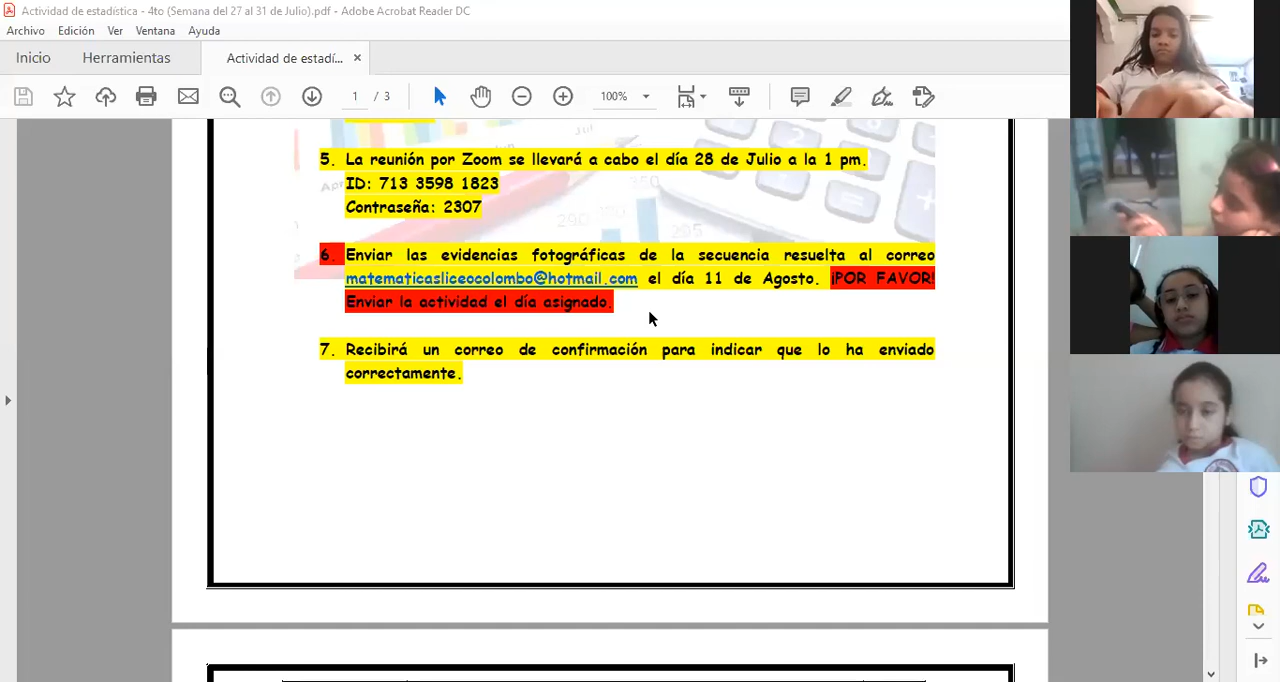 Actividad de estadística - 4to (Semana del 27 al 31 de Julio).pdf - Adobe Acrobat Reader DC
Archivo Edición Ver Ventana Ayuda
Inicio Herramientas Actividad de estadí... ×
1 / 3 100%
5. La reunión por Zoom se llevará a cabo el día 28 de Julio a la 1 pm.
ID: 713 3598 1823
Contraseña: 2307
6. Enviar las evidencias fotográficas de la secuencia resuelta al correo
matematicasliceocolombo@hotmail.com el día 11 de Agosto. ¡POR FAVOR!
Enviar la actividad el día asignado.
7. Recibirá un correo de confirmación para indicar que lo ha enviado
correctamente.